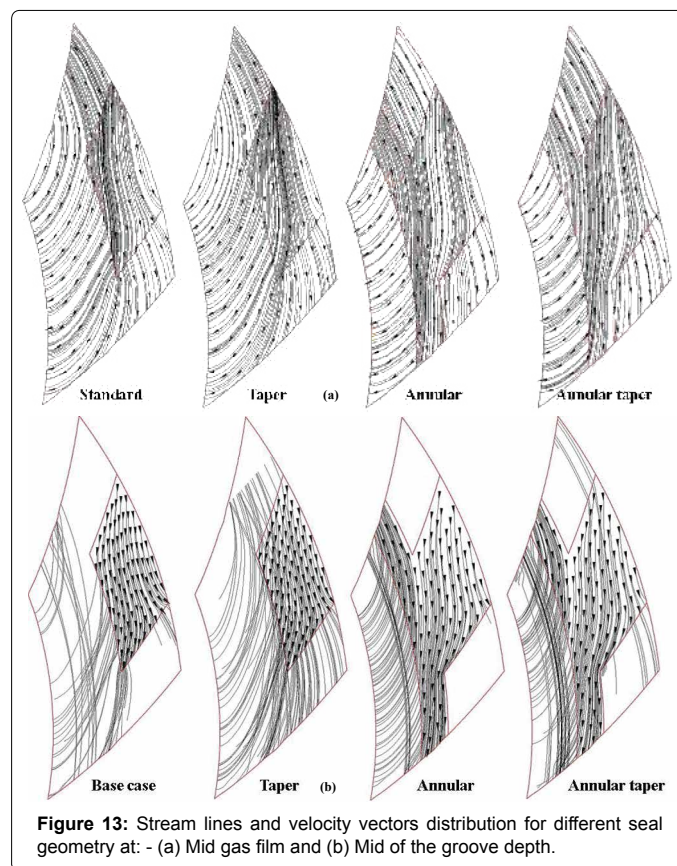 Standard Taper (a) Annular Annular taper
Base case Taper (b) Annular Annular taper
Figure 13: Stream lines and velocity vectors distribution for different seal
geometry at: - (a) Mid gas film and (b) Mid of the groove depth.